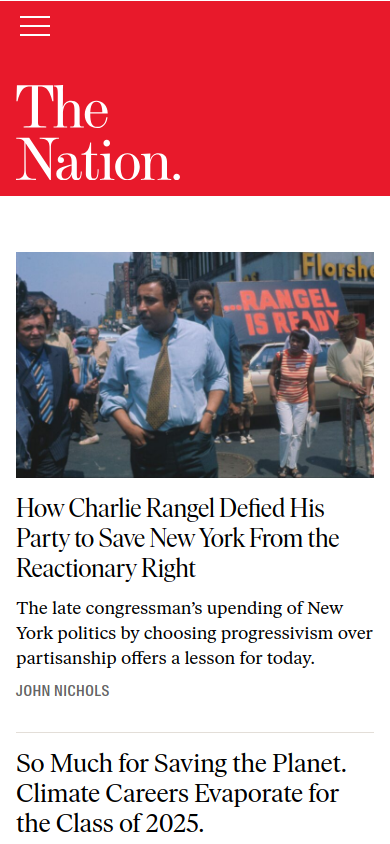 The
Nation.
Florshe
...RANGEL
IS READY
How Charlie Rangel Defied His
Party to Save New York From the
Reactionary Right
The late congressman’s upending of New
York politics by choosing progressivism over
partisanship offers a lesson for today.
JOHN NICHOLS
So Much for Saving the Planet.
Climate Careers Evaporate for
the Class of 2025.